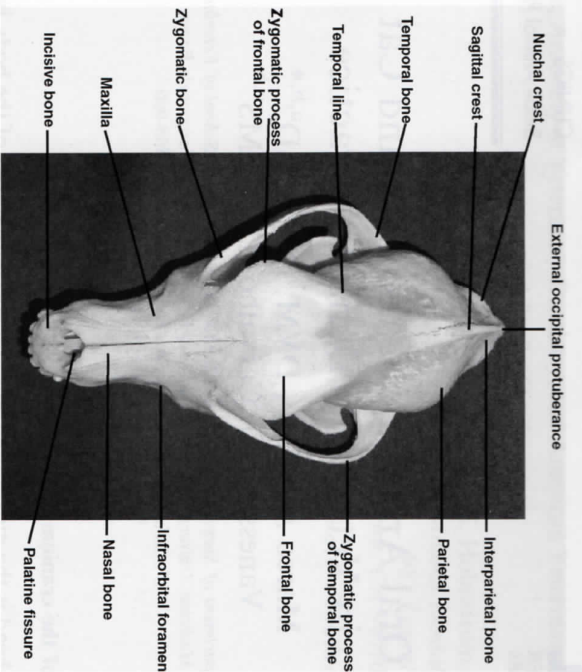 External occipital protuberance
Nuchal crest
Sagittal crest
Temporal bone
Temporal line
Zygomatic process
of frontal bone
Zygomatic bone
Maxilla
Incisive bone
Interparietal bone
Parietal bone
Zygomatic process
of temporal bone
Frontal bone
Infraorbital foramen
Nasal bone
Palatine fissure